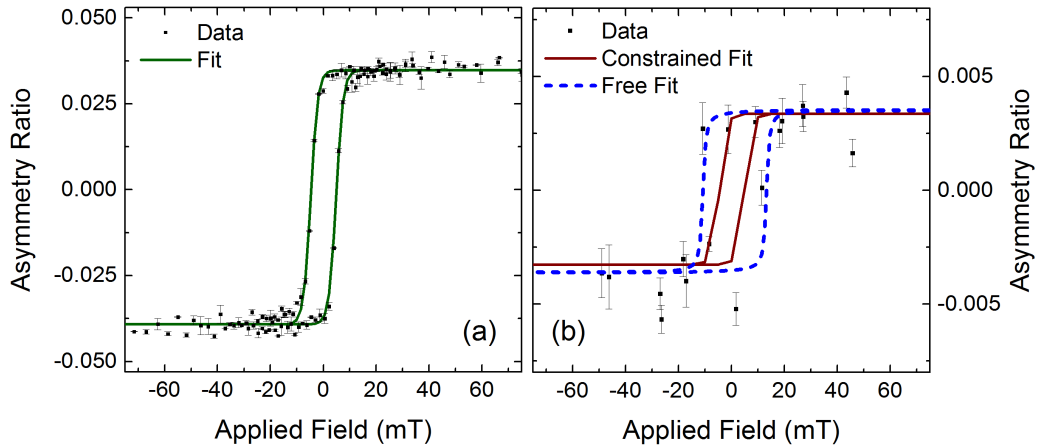 0.050
0.025
0.000
-0.025
-0.050
Asymmetry Ratio
Data
Fit
(a)
-60 -40 -20 0 20 40 60
Applied Field (mT)
Data
Constrained Fit
Free Fit
(b)
-60 -40 -20 0 20 40 60
Applied Field (mT)
0.005
0.000
-0.005
Asymmetry Ratio